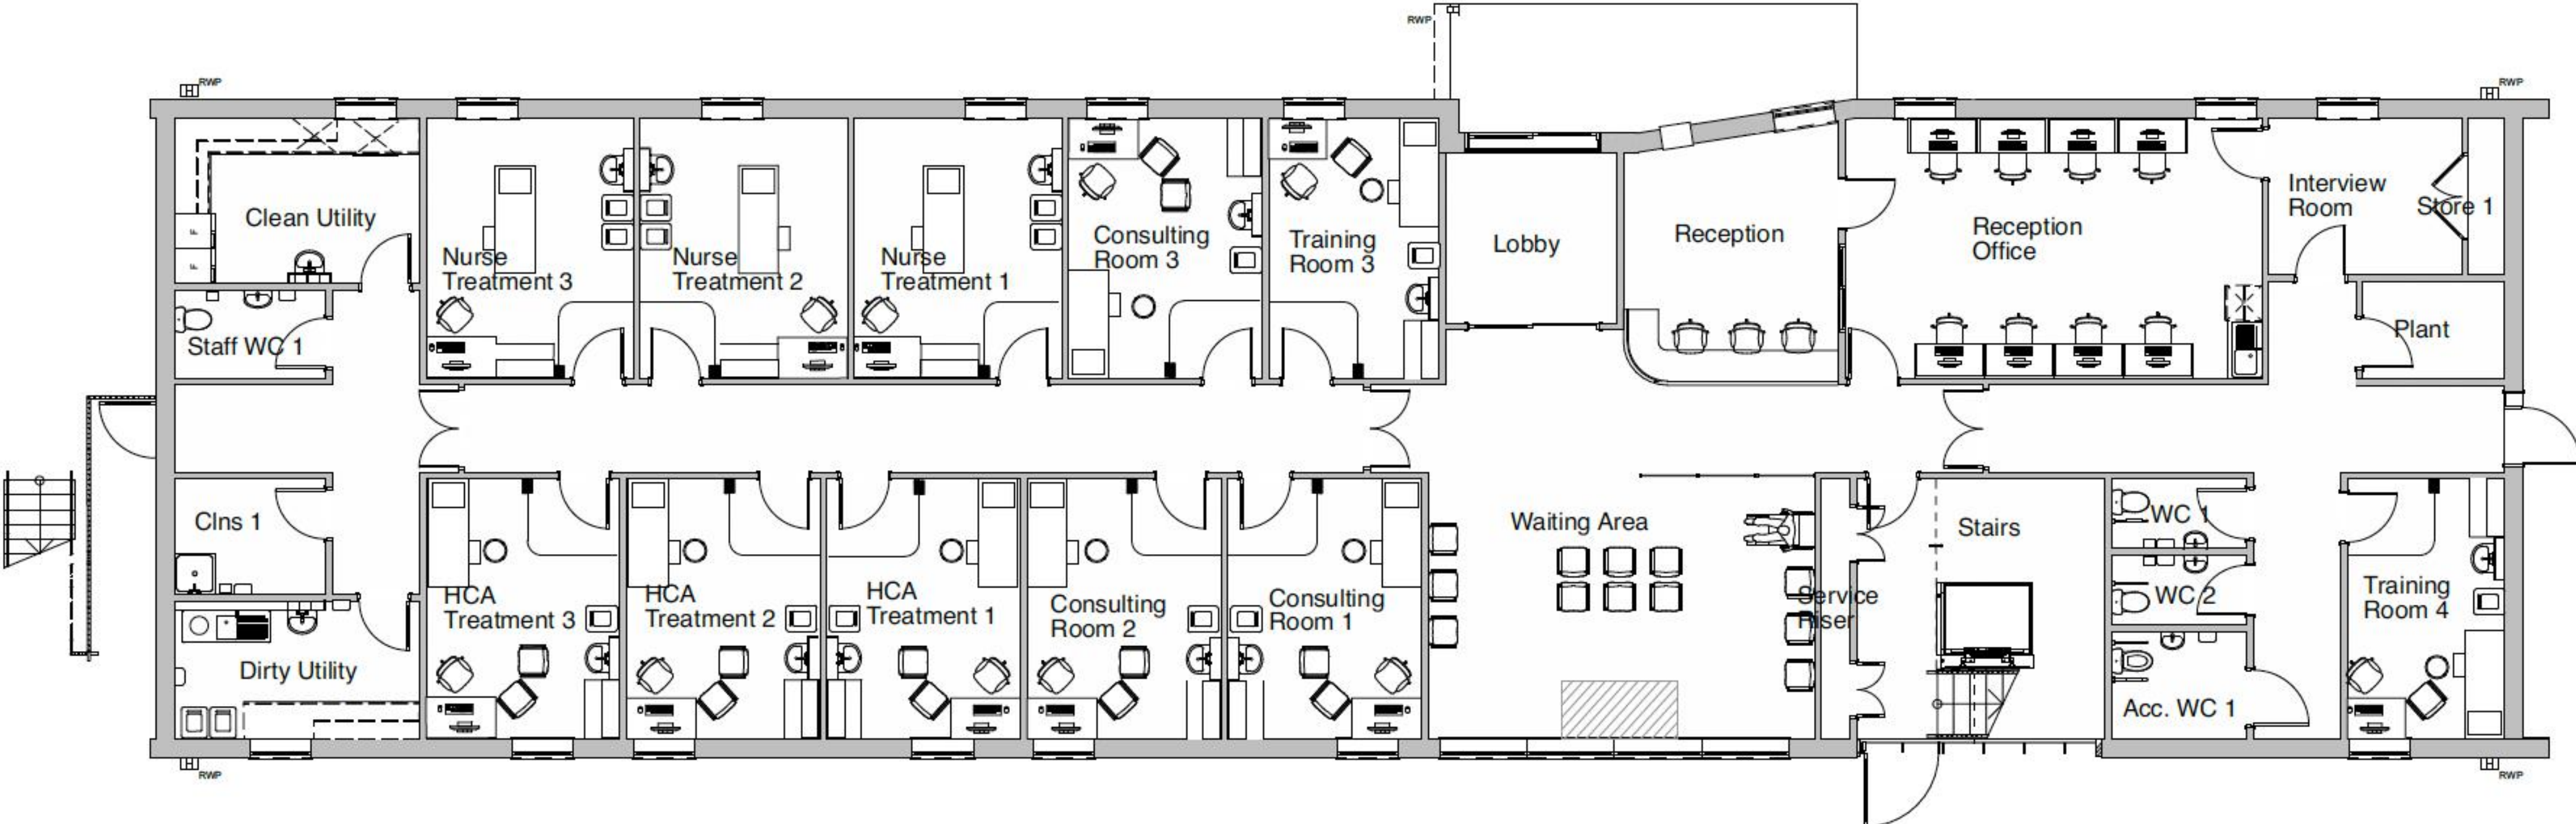 RWP
RWP
RWP
Clean Utility
Nurse
Treatment 3
Nurse
Treatment 2
Nurse
Treatment 1
Consulting
Room 3
Training
Room 3
Lobby
Reception
Reception
Office
Interview
Room
Store 1
F
F
Staff WC 1
Plant
Clns 1
Waiting Area
Stairs
WC 1
HCA
Treatment 3
HCA
Treatment 2
HCA
Treatment 1
Consulting
Room 2
Consulting
Room 1
Service
Riser
WC 2
Training
Room 4
Dirty Utility
Acc. WC 1
RWP
RWP